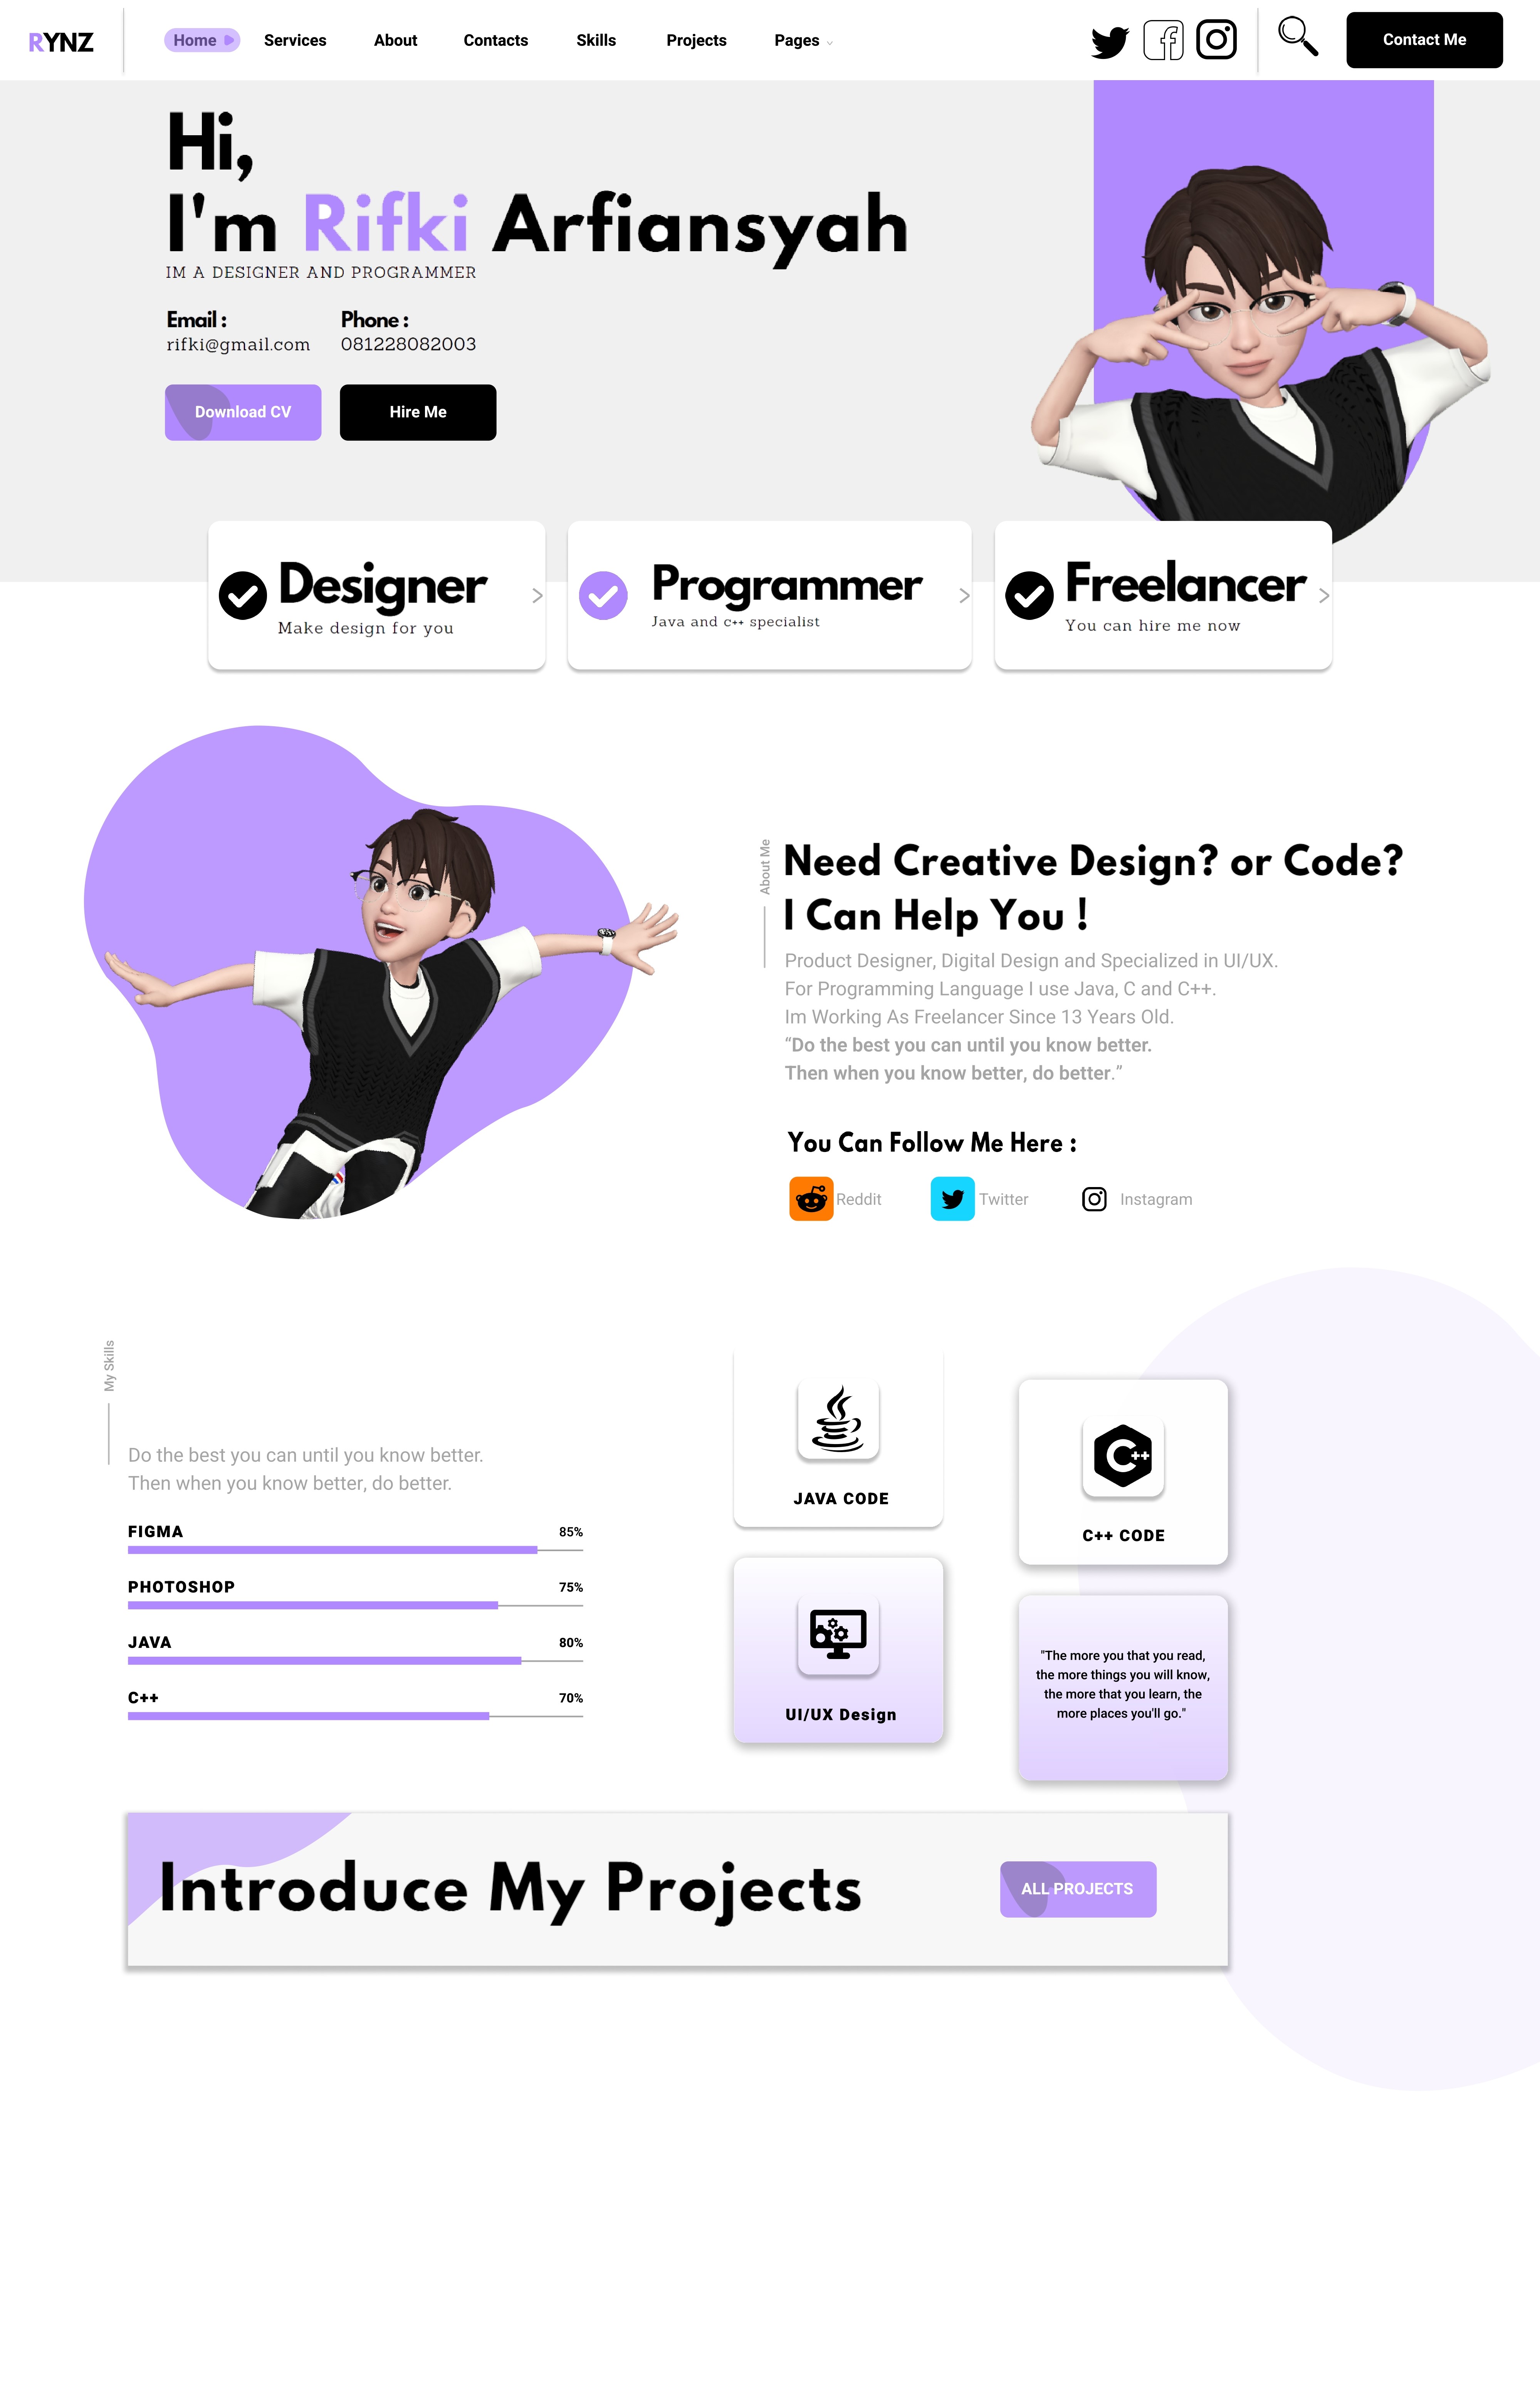 RYNZ
Home
Services
About
Contacts
Skills
Projects
Pages
Contact Me
Hi,
I'm Rifki Arfiansyah
IM A DESIGNER AND PROGRAMMER
Email :
rifki@gmail.com
Phone :
081228082003
Download CV
Hire Me
Designer
Make design for you
Programmer
Java and c++ specialist
Freelancer
You can hire me now
About Me
Need Creative Design? or Code?
I Can Help You !
Product Designer, Digital Design and Specialized in UI/UX.
For Programming Language I use Java, C and C++.
Im Working As Freelancer Since 13 Years Old.
“Do the best you can until you know better.
Then when you know better, do better.”
You Can Follow Me Here :
Reddit
Twitter
Instagram
My Skills
Do the best you can until you know better.
Then when you know better, do better.
FIGMA
85%
PHOTOSHOP
75%
JAVA
80%
C++
70%
JAVA CODE
C++
C++ CODE
UI/UX Design
"The more you that you read,
the more things you will know,
the more that you learn, the
more places you'll go."
Introduce My Projects
ALL PROJECTS